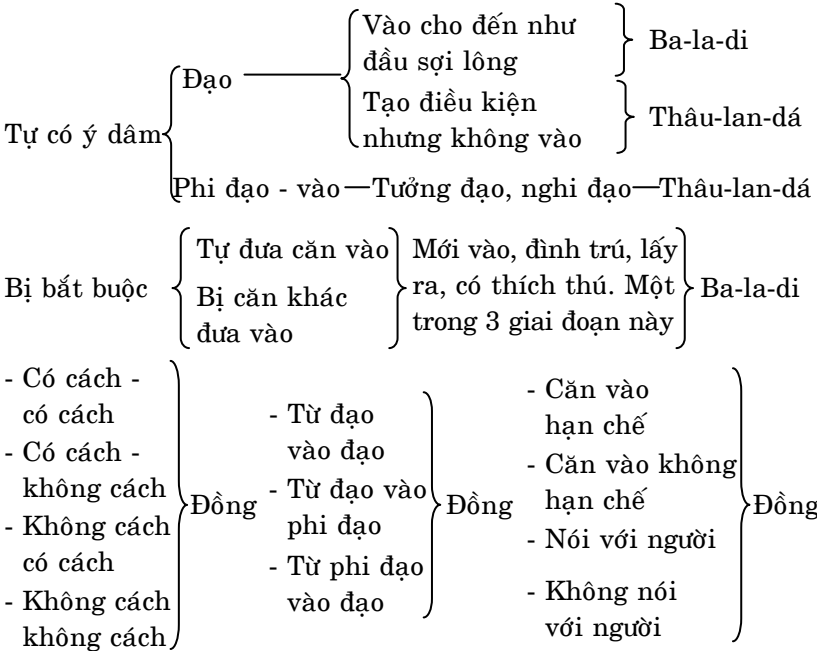 Tự có ý dâm
Đạo
Vào cho đến như
đầu sợi lông
Ba-la-di
Tạo điều kiện
nhưng không vào
Thâu-lan-dá
Phi đạo - vào — Tưởng đạo, nghi đạo — Thâu-lan-dá
Bị bắt buộc
Tự đưa căn vào
Bị căn khác
đưa vào
Mới vào, đình trú, lấy
ra, có thích thú. Một
trong 3 giai đoạn này
Ba-la-di
- Có cách -
có cách
- Có cách -
không cách
- Không cách
có cách
- Không cách
không cách
Đồng
- Từ đạo
vào đạo
- Từ đạo vào
phi đạo
- Từ phi đạo
vào đạo
Đồng
- Căn vào
hạn chế
- Căn vào không
hạn chế
- Nói với người
- Không nói
với người
Đồng